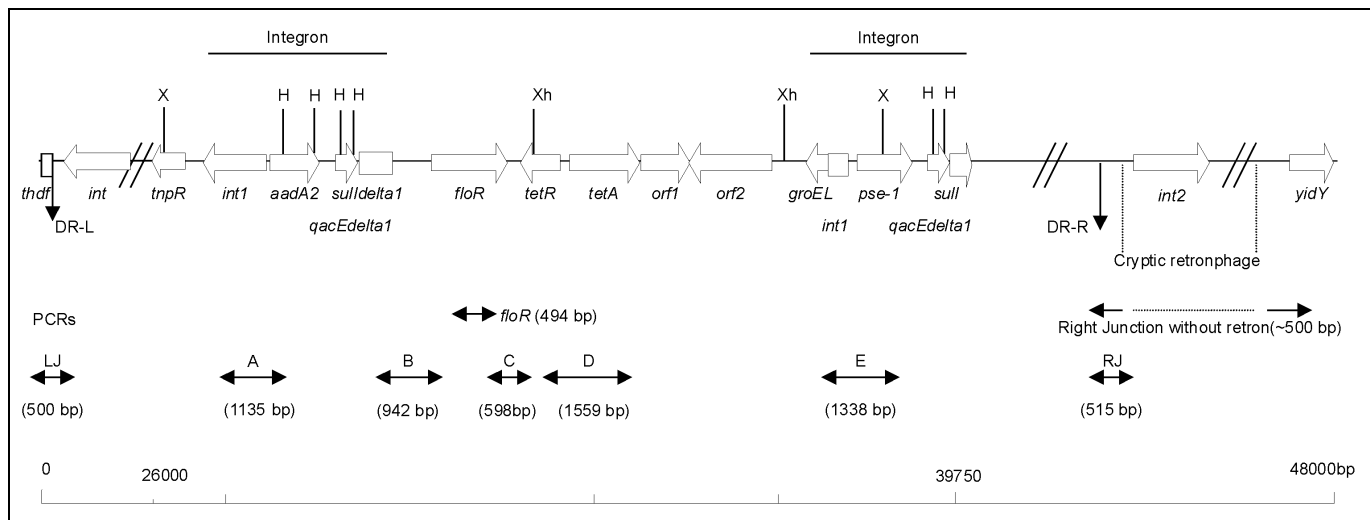 Integron Integron
X H H H H Xh Xh X H H
thdf int tnpR int1 aadA2 sulIdelta1 floR tetR tetA orf1 orf2 groEL pse-1 sulI int2 yidY
DR-L qacEdelta1 int1 qacEdelta1 DR-R
Cryptic retronphage
PCRs floR (494 bp) Right Junction without retron(~500 bp)
LJ A B C D E RJ
(500 bp) (1135 bp) (942 bp) (598bp) (1559 bp) (1338 bp) (515 bp)
0 26000 39750 48000bp